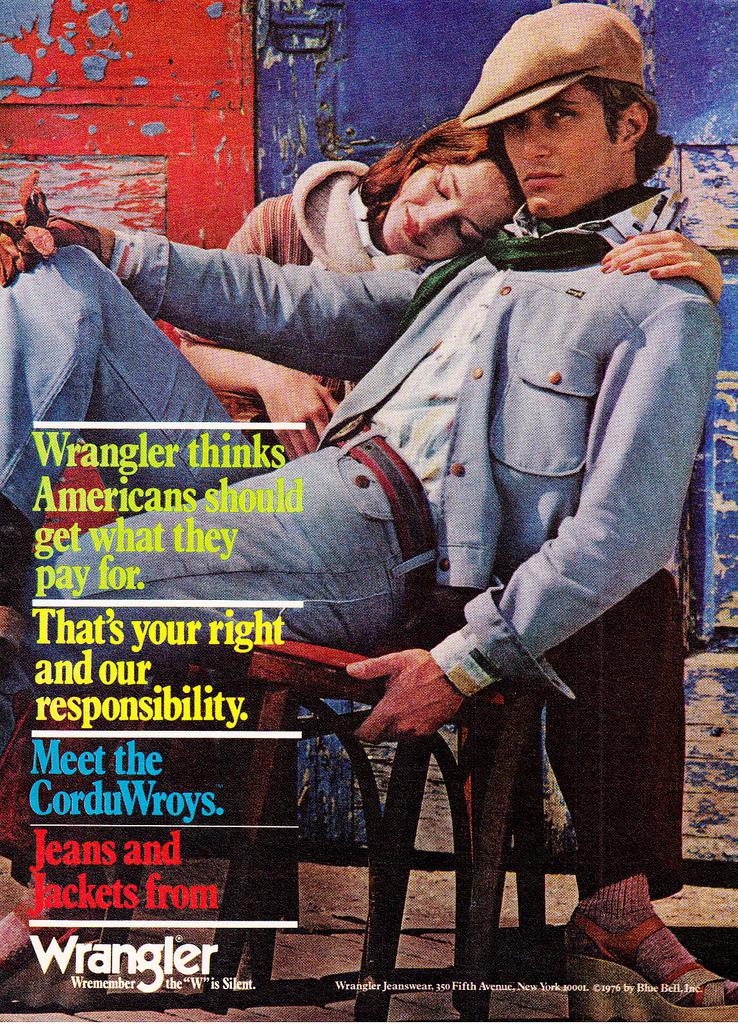 Wrangler thinks
Americans should
get what they
pay for.
That's your right
and our
responsibility.
Meet the
CorduWroys.™
Jeans and
Jackets from
Wrangler®
Wremember the "W" is Silent.
Wrangler Jeanswear, 350 Fifth Avenue, New York 10001. ©1976 by Blue Bell, Inc.